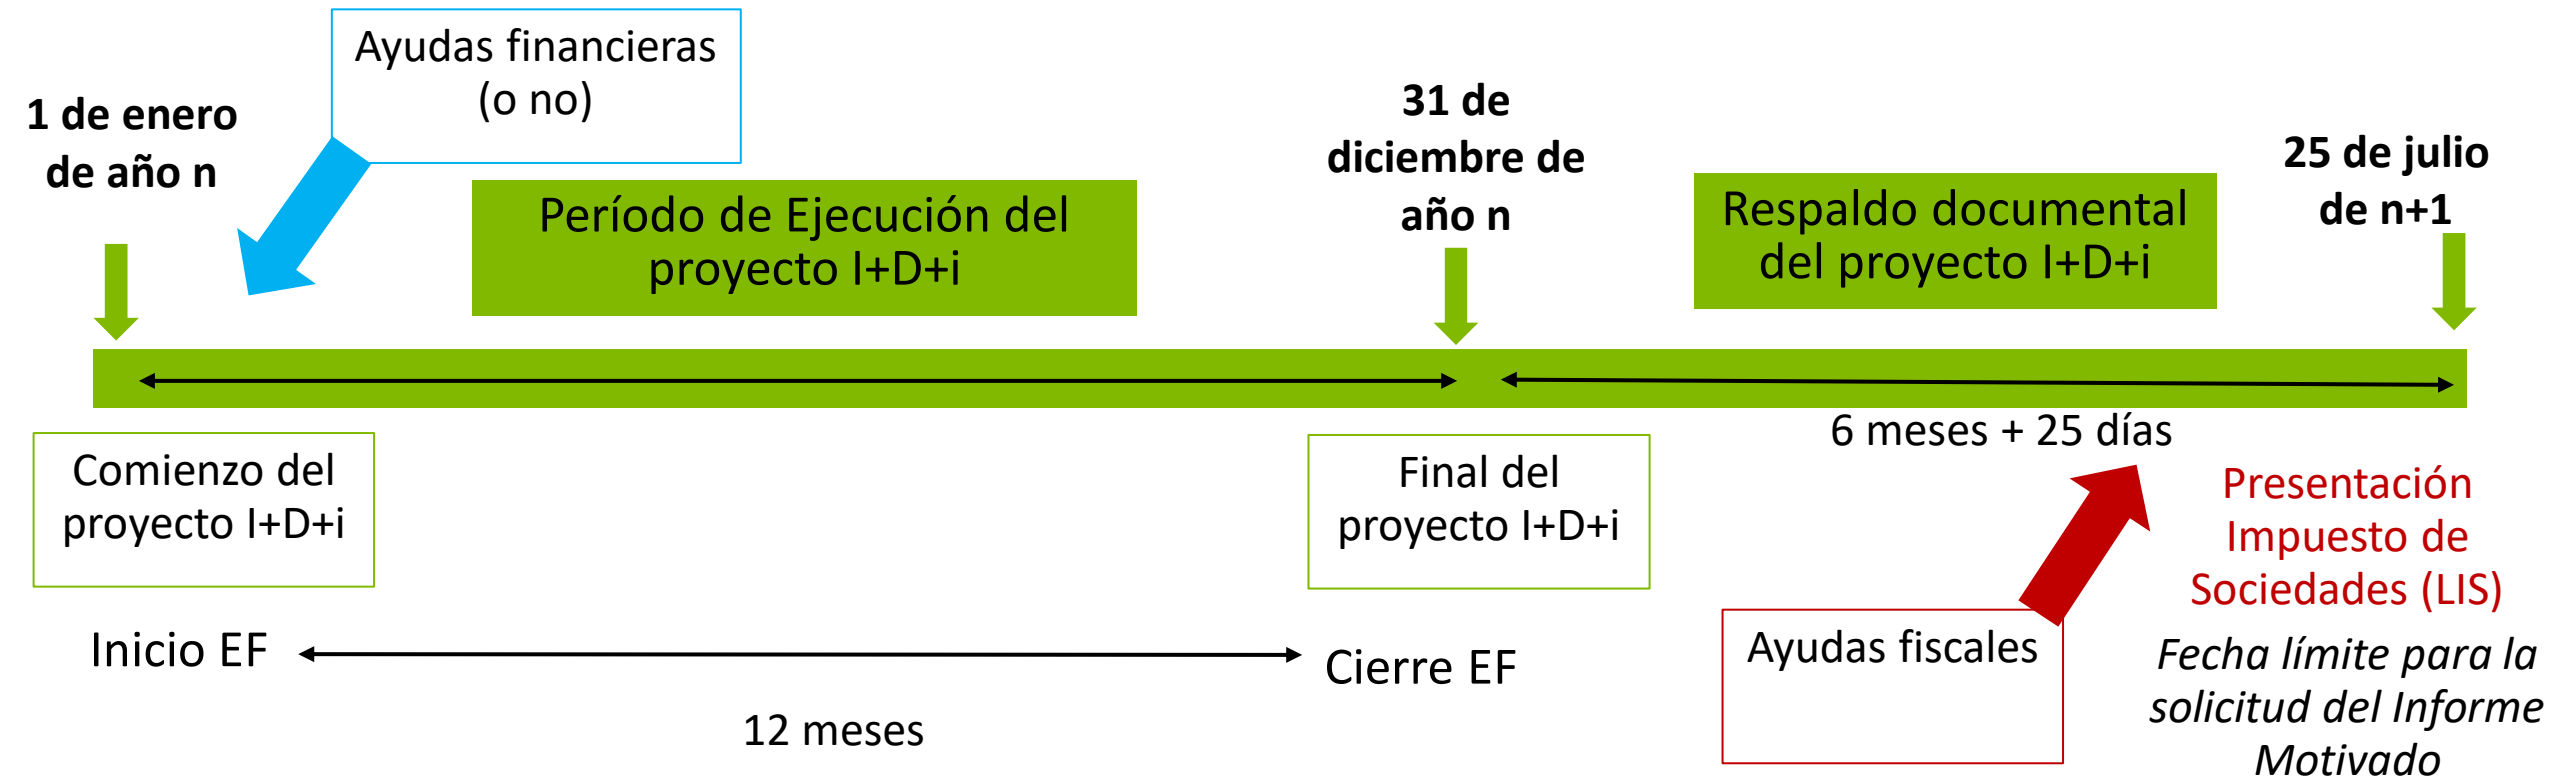 Ayudas financieras
(o no)
1 de enero
de año n
31 de
diciembre de
año n
25 de julio
de n+1
Período de Ejecución del
proyecto I+D+i
Respaldo documental
del proyecto I+D+i
6 meses + 25 días
Comienzo del
proyecto I+D+i
Final del
proyecto I+D+i
Presentación
Impuesto de
Sociedades (LIS)
Inicio EF
Cierre EF
Ayudas fiscales
Fecha límite para la
solicitud del Informe
Motivado
12 meses